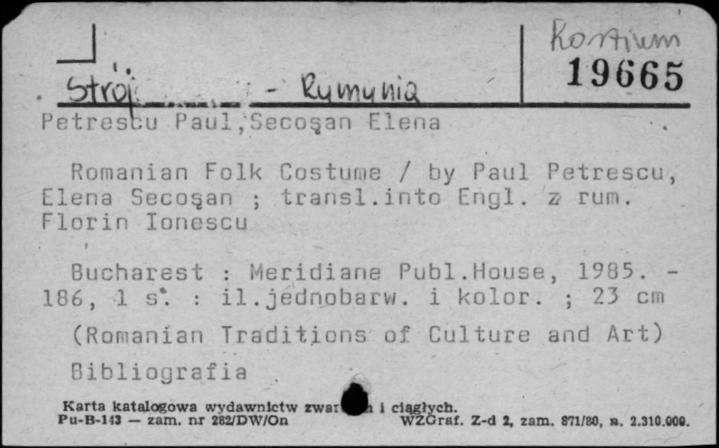 Kostium
19665
Strój - Rumunia
Petrescu Paul, Secoşan Elena
Romanian Folk Costume / by Paul Petrescu,
Elena Secoşan ; transl.into Engl. z rum.
Florin Ionescu
Bucharest : Meridiane Publ.House, 1985. -
186, 1 s. : il.jednobarw. i kolor. ; 23 cm
(Romanian Traditions of Culture and Art)
Bibliografia
Karta katalogowa wydawnictw zwartych i ciągłych.
Pu-B-143 — zam. nr 282/DW/On WZGraf. Z-d 2, zam. 871/80, n. 2.310.000.